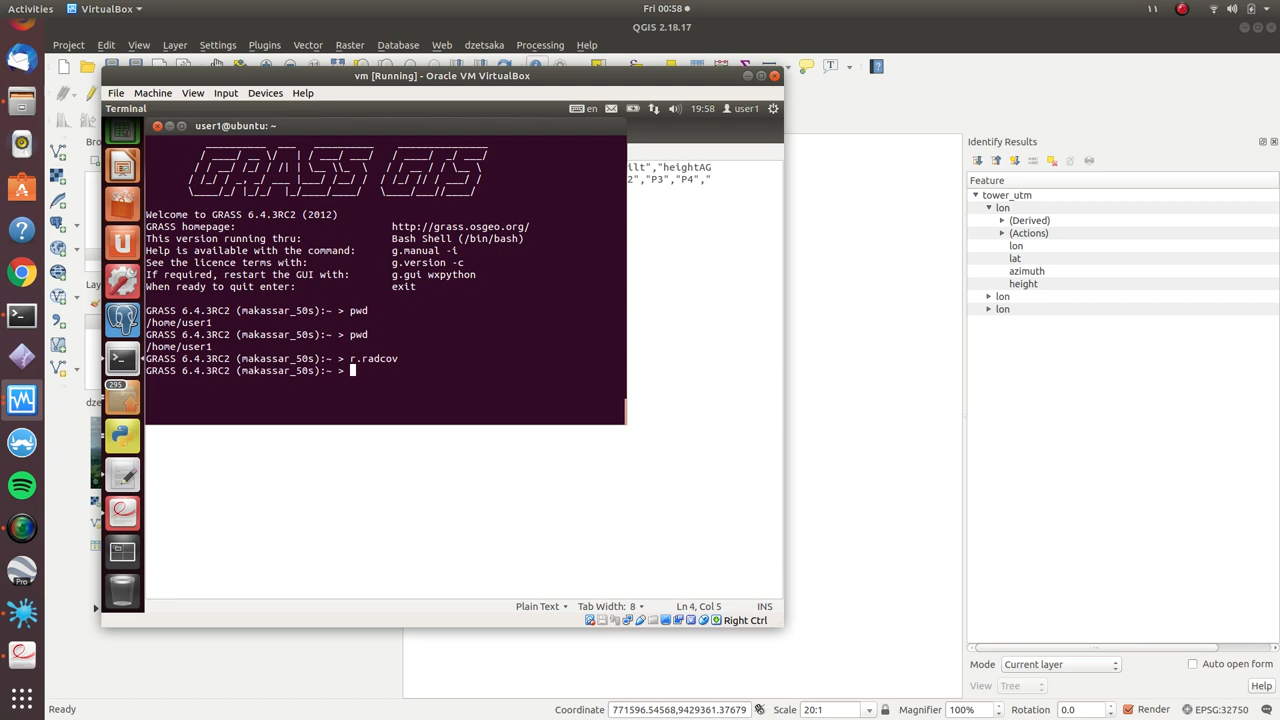 Activities
VirtualBox
Fri 00:58
QGIS 2.18.17
Project Edit View Layer Settings Plugins Vector Raster Database Web dzetsaka Processing Help
vm [Running] - Oracle VM VirtualBox
File Machine View Input Devices Help
Terminal
en
19:58
user1
user1@ubuntu: ~
ilt","heightAG
2","P3","P4","
Welcome to GRASS 6.4.3RC2 (2012)
GRASS homepage: http://grass.osgeo.org/
This version running thru: Bash Shell (/bin/bash)
Help is available with the command: g.manual -i
See the licence terms with: g.version -c
If required, restart the GUI with: g.gui wxpython
When ready to quit enter: exit
GRASS 6.4.3RC2 (makassar_50s):~ > pwd
/home/user1
GRASS 6.4.3RC2 (makassar_50s):~ > pwd
/home/user1
GRASS 6.4.3RC2 (makassar_50s):~ > r.radcov
GRASS 6.4.3RC2 (makassar_50s):~ >
295
Plain Text
Tab Width: 8
Ln 4, Col 5
INS
Right Ctrl
Bro
dze
Pro
Identify Results
Feature
tower_utm
lon
(Derived)
(Actions)
lon
lat
azimuth
height
lon
lon
Mode Current layer
Auto open form
View Tree
Help
Ready
Coordinate 771596.54568,9429361.37679
Scale 20:1
Magnifier 100%
Rotation 0.0
Render
EPSG:32750